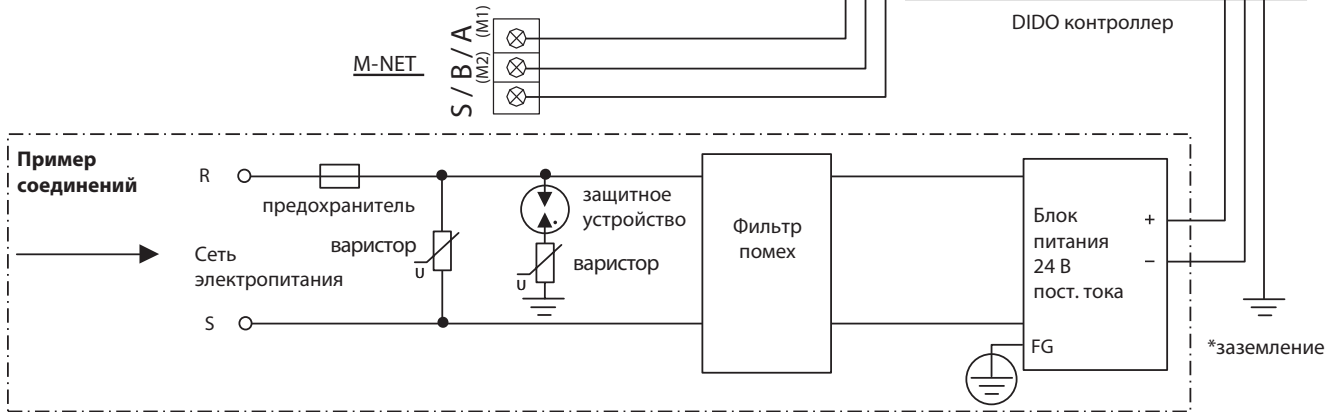 DIDO контроллер
M-NET
S / B / A
(M2)
(M1)
Пример
соединений
R
предохранитель
варистор
U
защитное
устройство
варистор
U
Сеть
электропитания
S
Фильтр
помех
Блок
питания
24 В
пост. тока
+
−
FG
*заземление